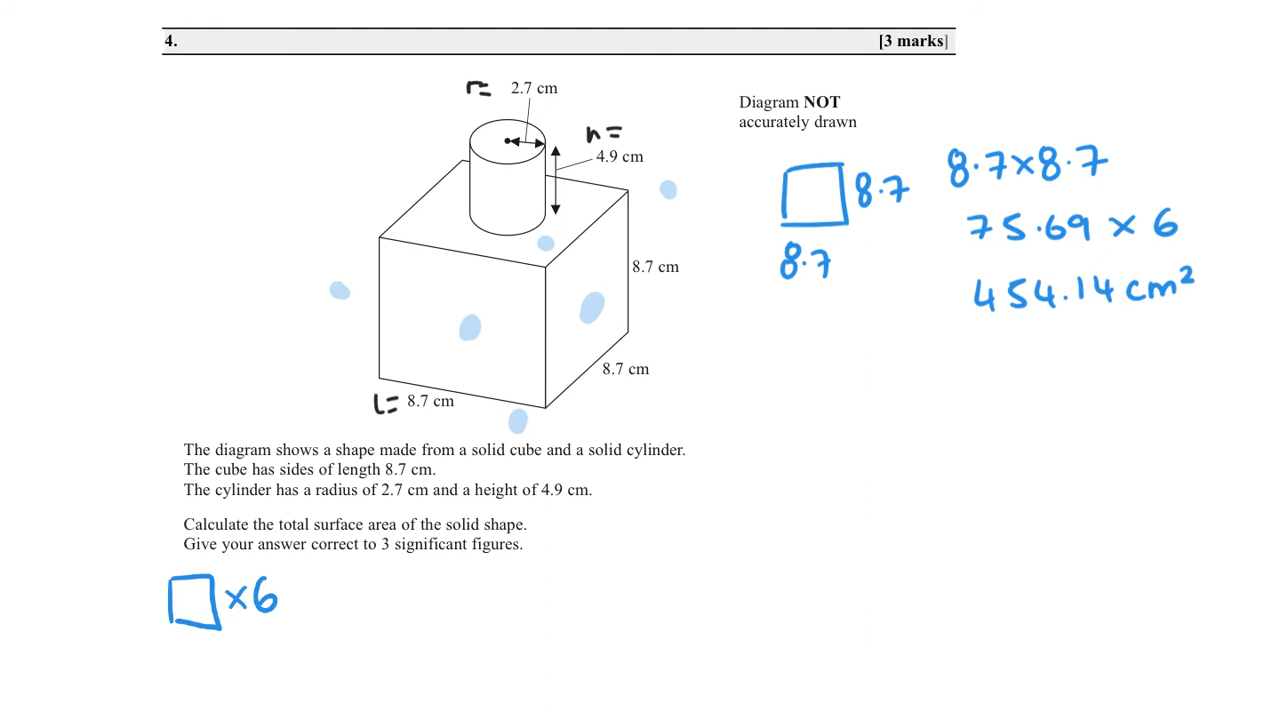 4. [3 marks]
r= 2.7 cm
h=
4.9 cm
Diagram NOT
accurately drawn
8.7
8.7
8.7×8.7
75.69 × 6
454.14 cm²
8.7 cm
8.7 cm
l= 8.7 cm
The diagram shows a shape made from a solid cube and a solid cylinder.
The cube has sides of length 8.7 cm.
The cylinder has a radius of 2.7 cm and a height of 4.9 cm.
Calculate the total surface area of the solid shape.
Give your answer correct to 3 significant figures.
×6